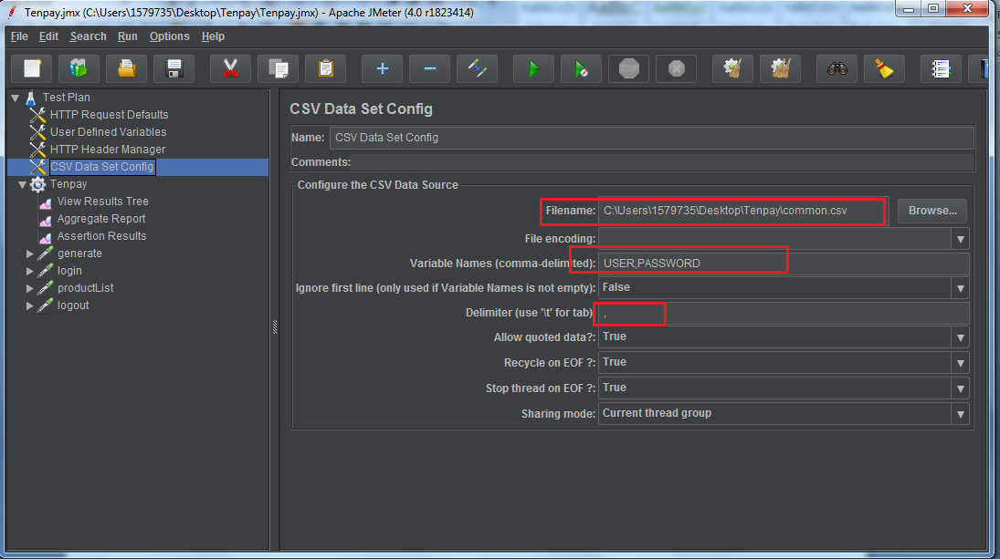 Tenpay.jmx (C:\Users\1579735\Desktop\Tenpay\Tenpay.jmx) - Apache JMeter (4.0 r1823414)
File Edit Search Run Options Help
STOP
Test Plan
HTTP Request Defaults
User Defined Variables
HTTP Header Manager
CSV Data Set Config
Tenpay
View Results Tree
Aggregate Report
Assertion Results
generate
login
productList
logout
CSV Data Set Config
Name: CSV Data Set Config
Comments:
Configure the CSV Data Source
Filename: C:\Users\1579735\Desktop\Tenpay\common.csv Browse...
File encoding:
Variable Names (comma-delimited): USER,PASSWORD
Ignore first line (only used if Variable Names is not empty): False
Delimiter (use '\t' for tab) ,
Allow quoted data?: True
Recycle on EOF ?: True
Stop thread on EOF ?: True
Sharing mode: Current thread group